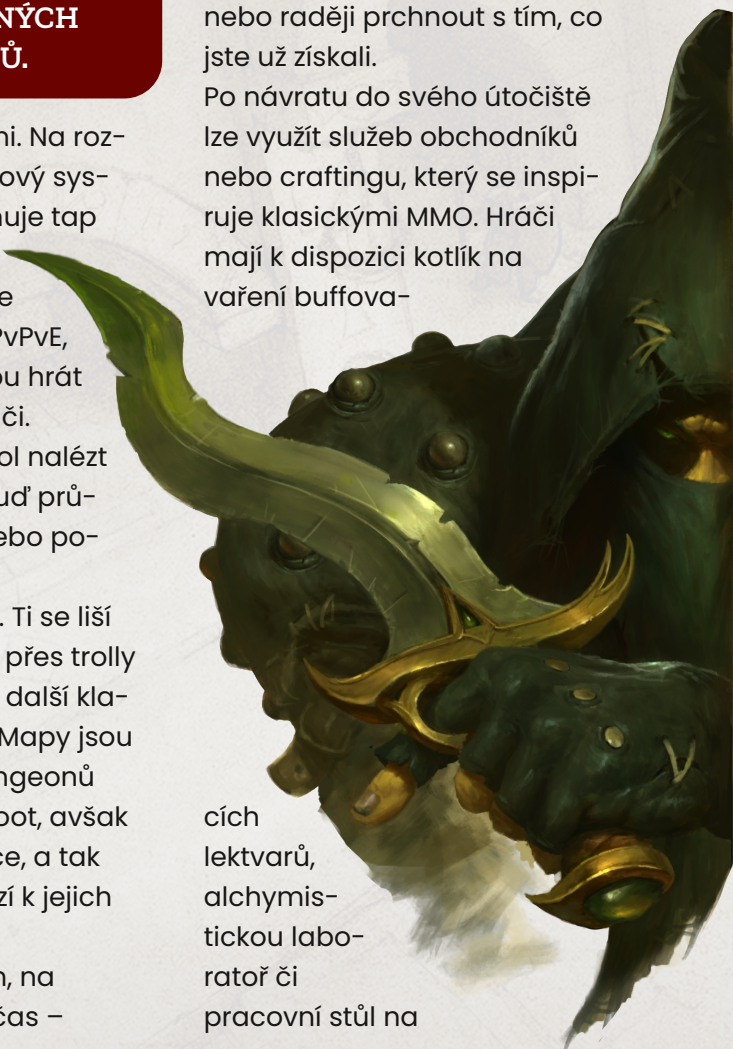 NÝCH
Ů.
ni. Na roz-
ový sys-
nuje tap
e
PvPvE,
ou hrát
či.
ol nalézt
uď prů-
ebo po-
. Ti se liší
přes trolly
další kla-
Mapy jsou
ngeonů
oot, avšak
ce, a tak
zí k jejich
n, na
čas –
nebo raději prchnout s tím, co
jste už získali.
Po návratu do svého útočiště
lze využít služeb obchodníků
nebo craftingu, který se inspi-
ruje klasickými MMO. Hráči
mají k dispozici kotlík na
vaření buffova-
cích
lektvarů,
alchymis-
tickou labo-
ratoř či
pracovní stůl na